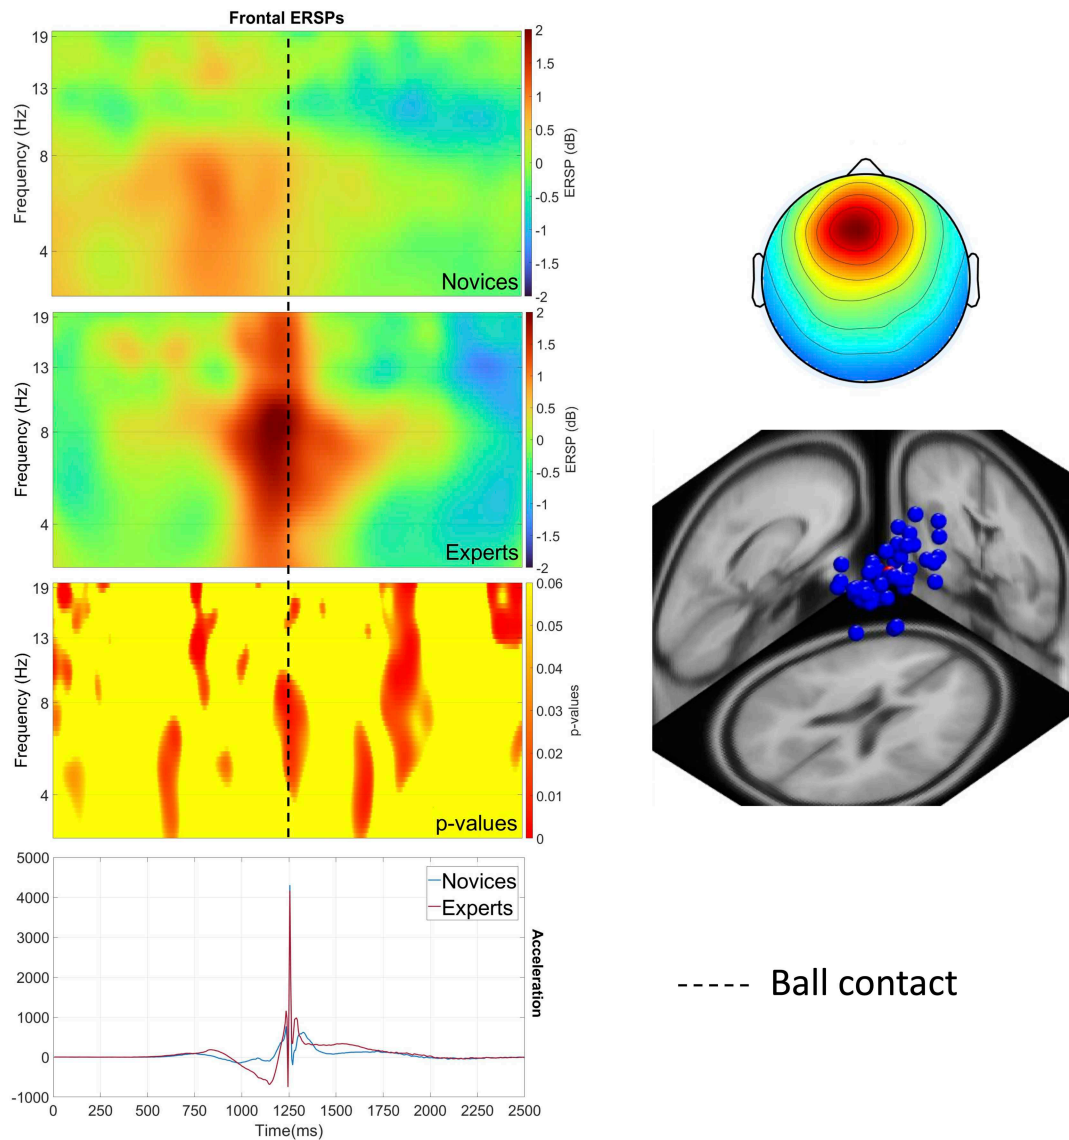 Frontal ERSPs
19
13
8
4
Frequency (Hz)
Novices
2
1.5
1
0.5
0
-0.5
-1
-1.5
-2
ERSP (dB)
19
13
8
4
Frequency (Hz)
Experts
2
1.5
1
0.5
0
-0.5
-1
-1.5
-2
ERSP (dB)
19
13
8
4
Frequency (Hz)
p-values
0.06
0.05
0.04
0.03
0.02
0.01
0
p-values
5000
4000
3000
2000
1000
0
-1000
Novices
Experts
Acceleration
0 250 500 750 1000 1250 1500 1750 2000 2250 2500
Time(ms)
Ball contact